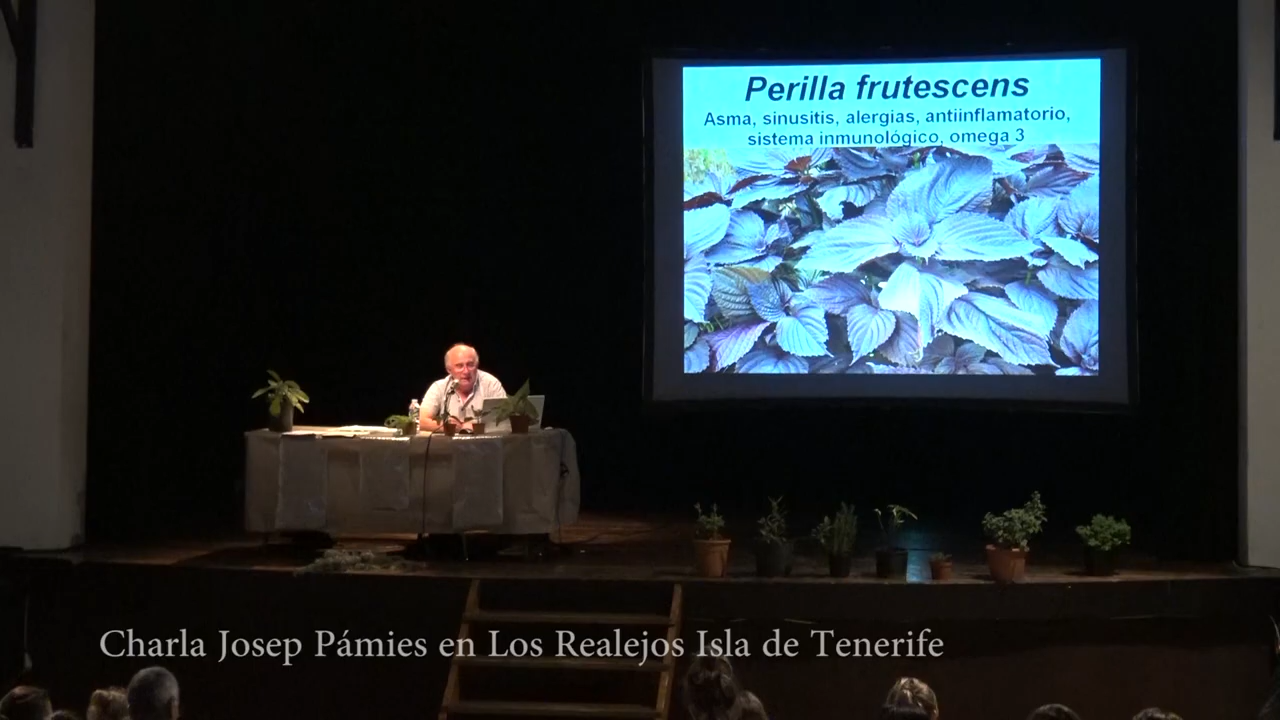 Perilla frutescens
Asma, sinusitis, alergias, antiinflamatorio,
sistema inmunológico, omega 3
Charla Josep Pámies en Los Realejos Isla de Tenerife